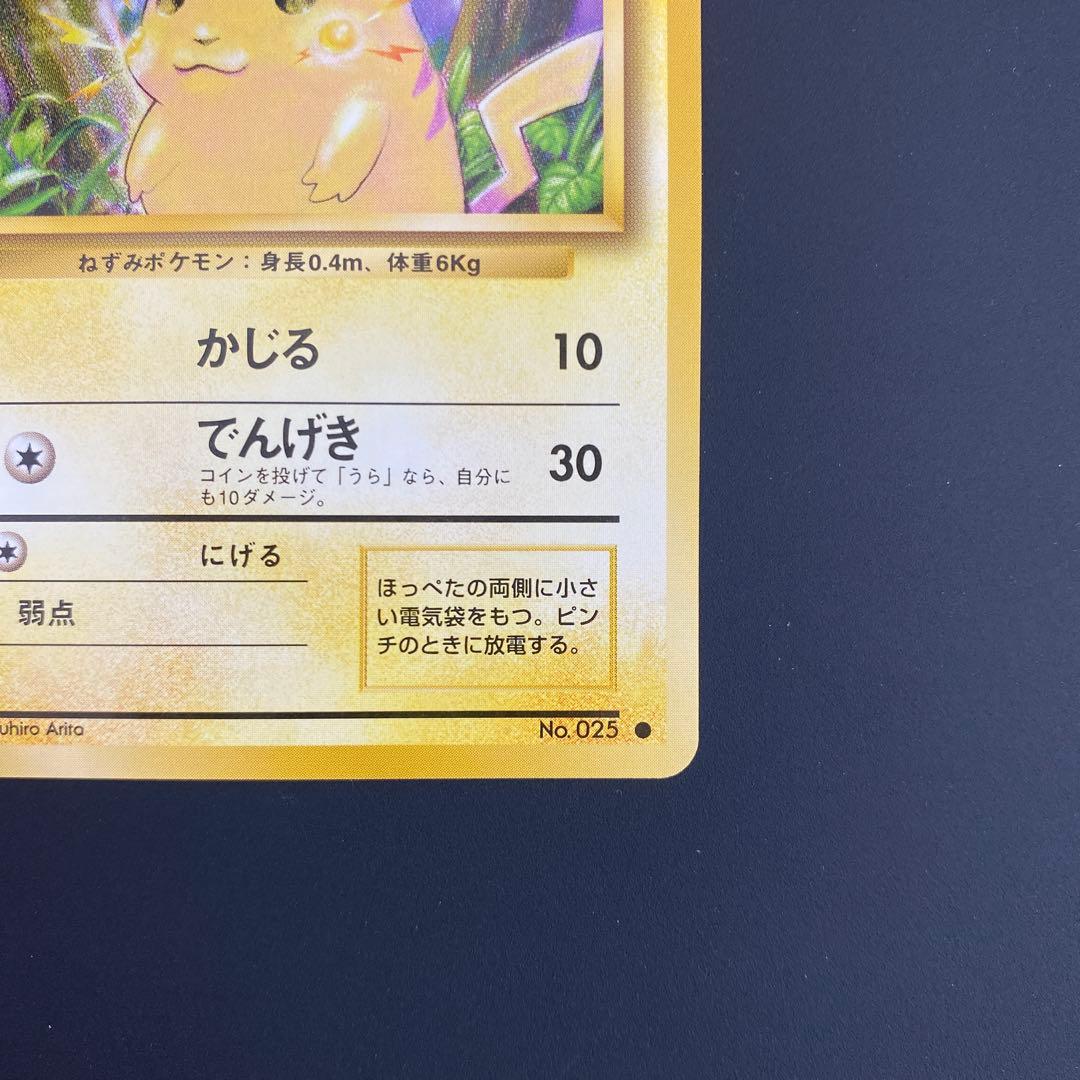 ねずみポケモン：身長0.4m、体重6Kg
かじる 10
でんげき 30
コインを投げて「うら」なら、自分に
も10ダメージ。
にげる
弱点
ほっぺたの両側に小さ
い電気袋をもつ。ピン
チのときに放電する。
uhiro Arita
No. 025 ●